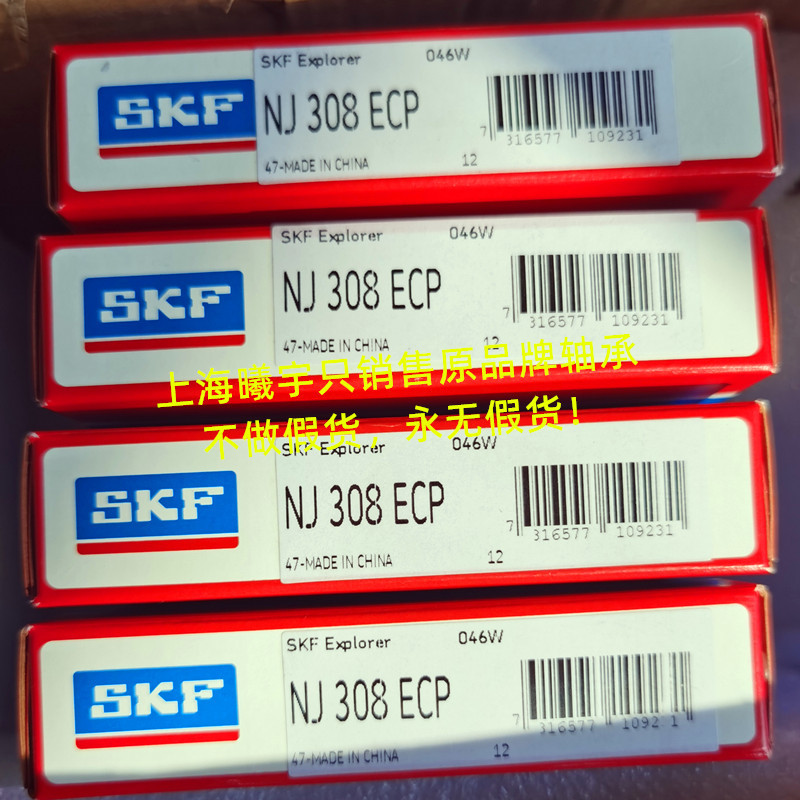 SKF
SKF Explorer 046W
NJ 308 ECP
7 316577 109231
47-MADE IN CHINA 12
SKF
SKF Explorer 046W
NJ 308 ECP
7 316577 109231
47-MADE IN CHINA 12
上海曦宇只销售原品牌轴承
不做假货，永无假货！
SKF
SKF Explorer 046W
NJ 308 ECP
7 316577 109231
47-MADE IN CHINA 12
SKF
SKF Explorer 046W
NJ 308 ECP
7 316577
47-MADE IN CHINA 12